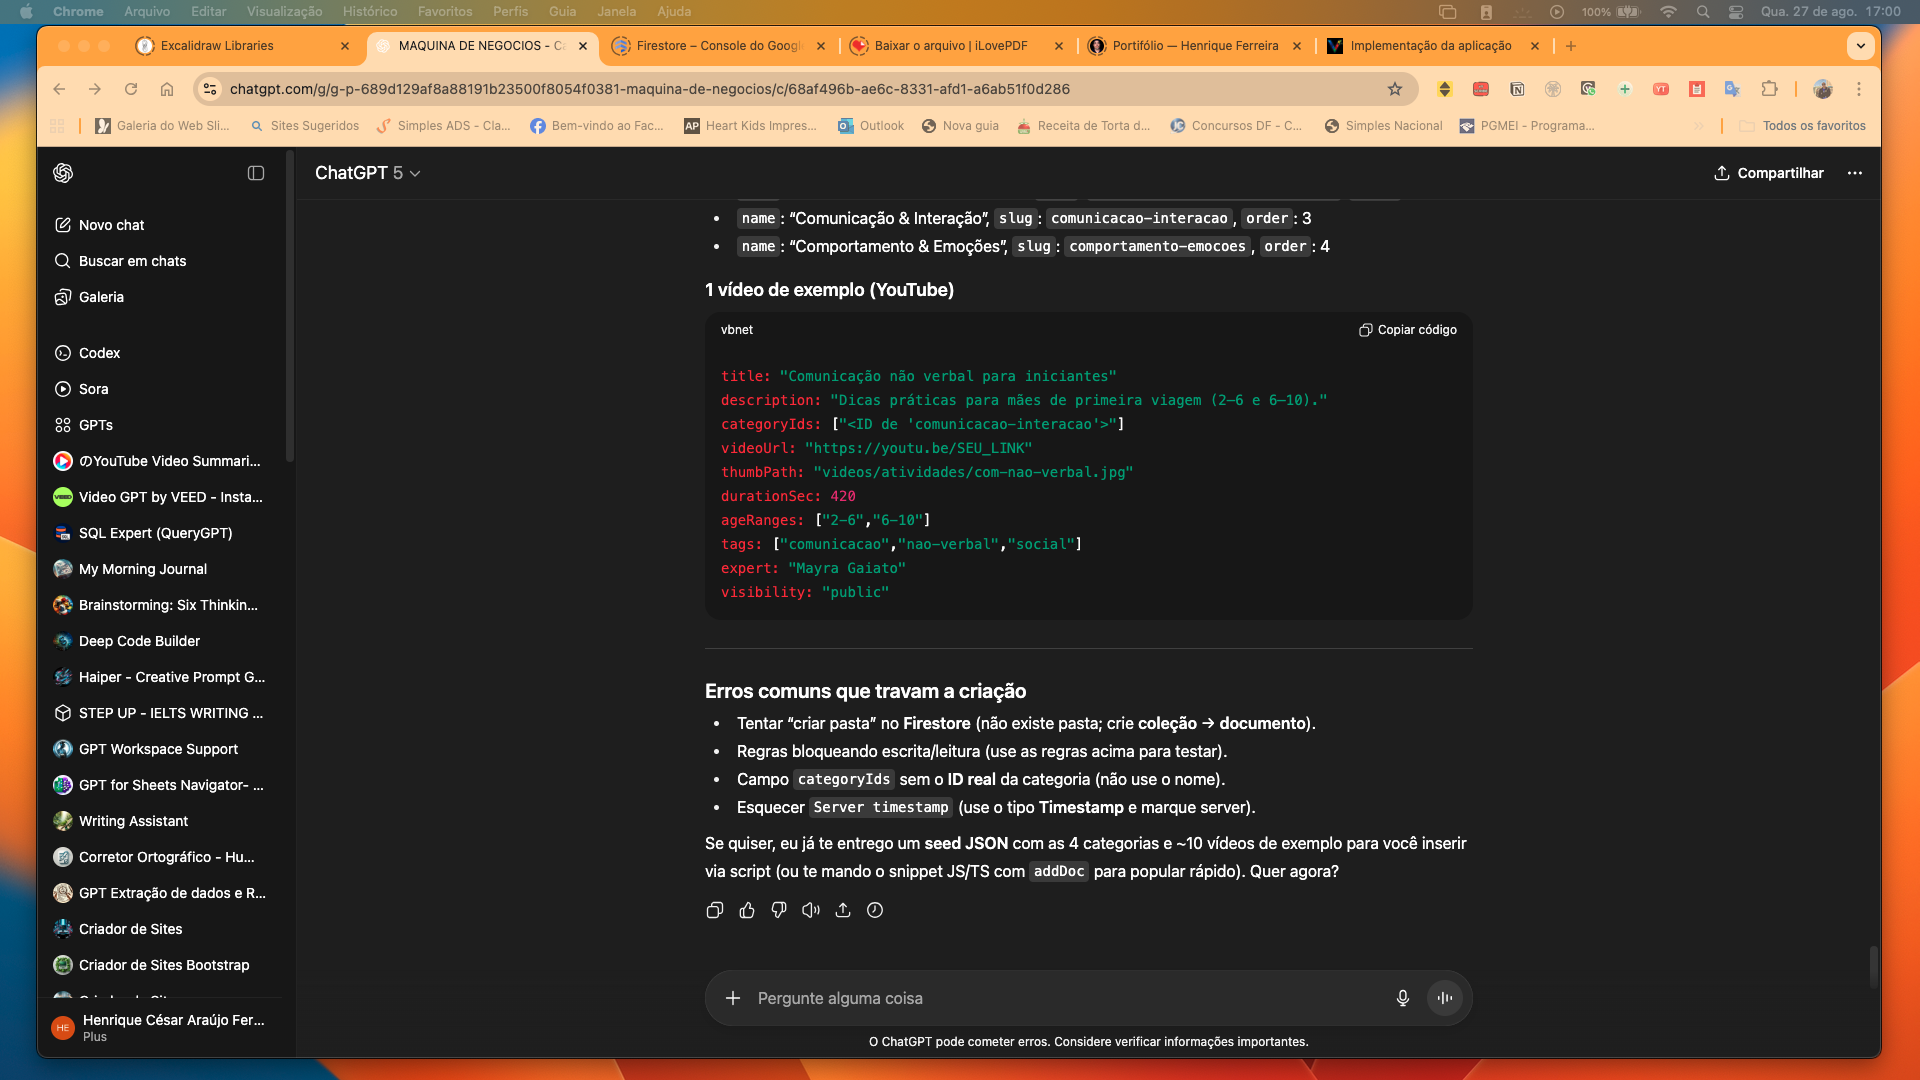 Chrome Arquivo Editar Visualização Histórico Favoritos Perfis Guia Janela Ajuda 100% Qua. 27 de ago. 17:00
Excalidraw Libraries
MAQUINA DE NEGOCIOS - Ca
Firestore – Console do Google
Baixar o arquivo | iLovePDF
Portifólio — Henrique Ferreira
Implementação da aplicação
chatgpt.com/g/g-p-689d129af8a88191b23500f8054f0381-maquina-de-negocios/c/68af496b-ae6c-8331-afd1-a6ab51f0d286
Galeria do Web Sli...
Sites Sugeridos
Simples ADS - Cla...
Bem-vindo ao Fac...
Heart Kids Impres...
Outlook
Nova guia
Receita de Torta d...
Concursos DF - C...
Simples Nacional
PGMEI - Programa...
Todos os favoritos
ChatGPT 5
Compartilhar
Novo chat
Buscar em chats
Galeria
Codex
Sora
GPTs
のYouTube Video Summari...
Video GPT by VEED - Insta...
SQL Expert (QueryGPT)
My Morning Journal
Brainstorming: Six Thinkin...
Deep Code Builder
Haiper - Creative Prompt G...
STEP UP - IELTS WRITING ...
GPT Workspace Support
GPT for Sheets Navigator- ...
Writing Assistant
Corretor Ortográfico - Hu...
GPT Extração de dados e R...
Criador de Sites
Criador de Sites Bootstrap
HE
Henrique César Araújo Fer...
Plus
• name: “Comunicação & Interação”, slug: comunicacao-interacao, order: 3
• name: “Comportamento & Emoções”, slug: comportamento-emocoes, order: 4
1 vídeo de exemplo (YouTube)
vbnet
Copiar código
title: "Comunicação não verbal para iniciantes"
description: "Dicas práticas para mães de primeira viagem (2–6 e 6–10)."
categoryIds: ["<ID de 'comunicacao-interacao'>"]
videoUrl: "https://youtu.be/SEU_LINK"
thumbPath: "videos/atividades/com-nao-verbal.jpg"
durationSec: 420
ageRanges: ["2-6","6-10"]
tags: ["comunicacao","nao-verbal","social"]
expert: "Mayra Gaiato"
visibility: "public"
Erros comuns que travam a criação
• Tentar “criar pasta” no Firestore (não existe pasta; crie coleção → documento).
• Regras bloqueando escrita/leitura (use as regras acima para testar).
• Campo categoryIds sem o ID real da categoria (não use o nome).
• Esquecer Server timestamp (use o tipo Timestamp e marque server).
Se quiser, eu já te entrego um seed JSON com as 4 categorias e ~10 vídeos de exemplo para você inserir
via script (ou te mando o snippet JS/TS com addDoc para popular rápido). Quer agora?
Pergunte alguma coisa
O ChatGPT pode cometer erros. Considere verificar informações importantes.